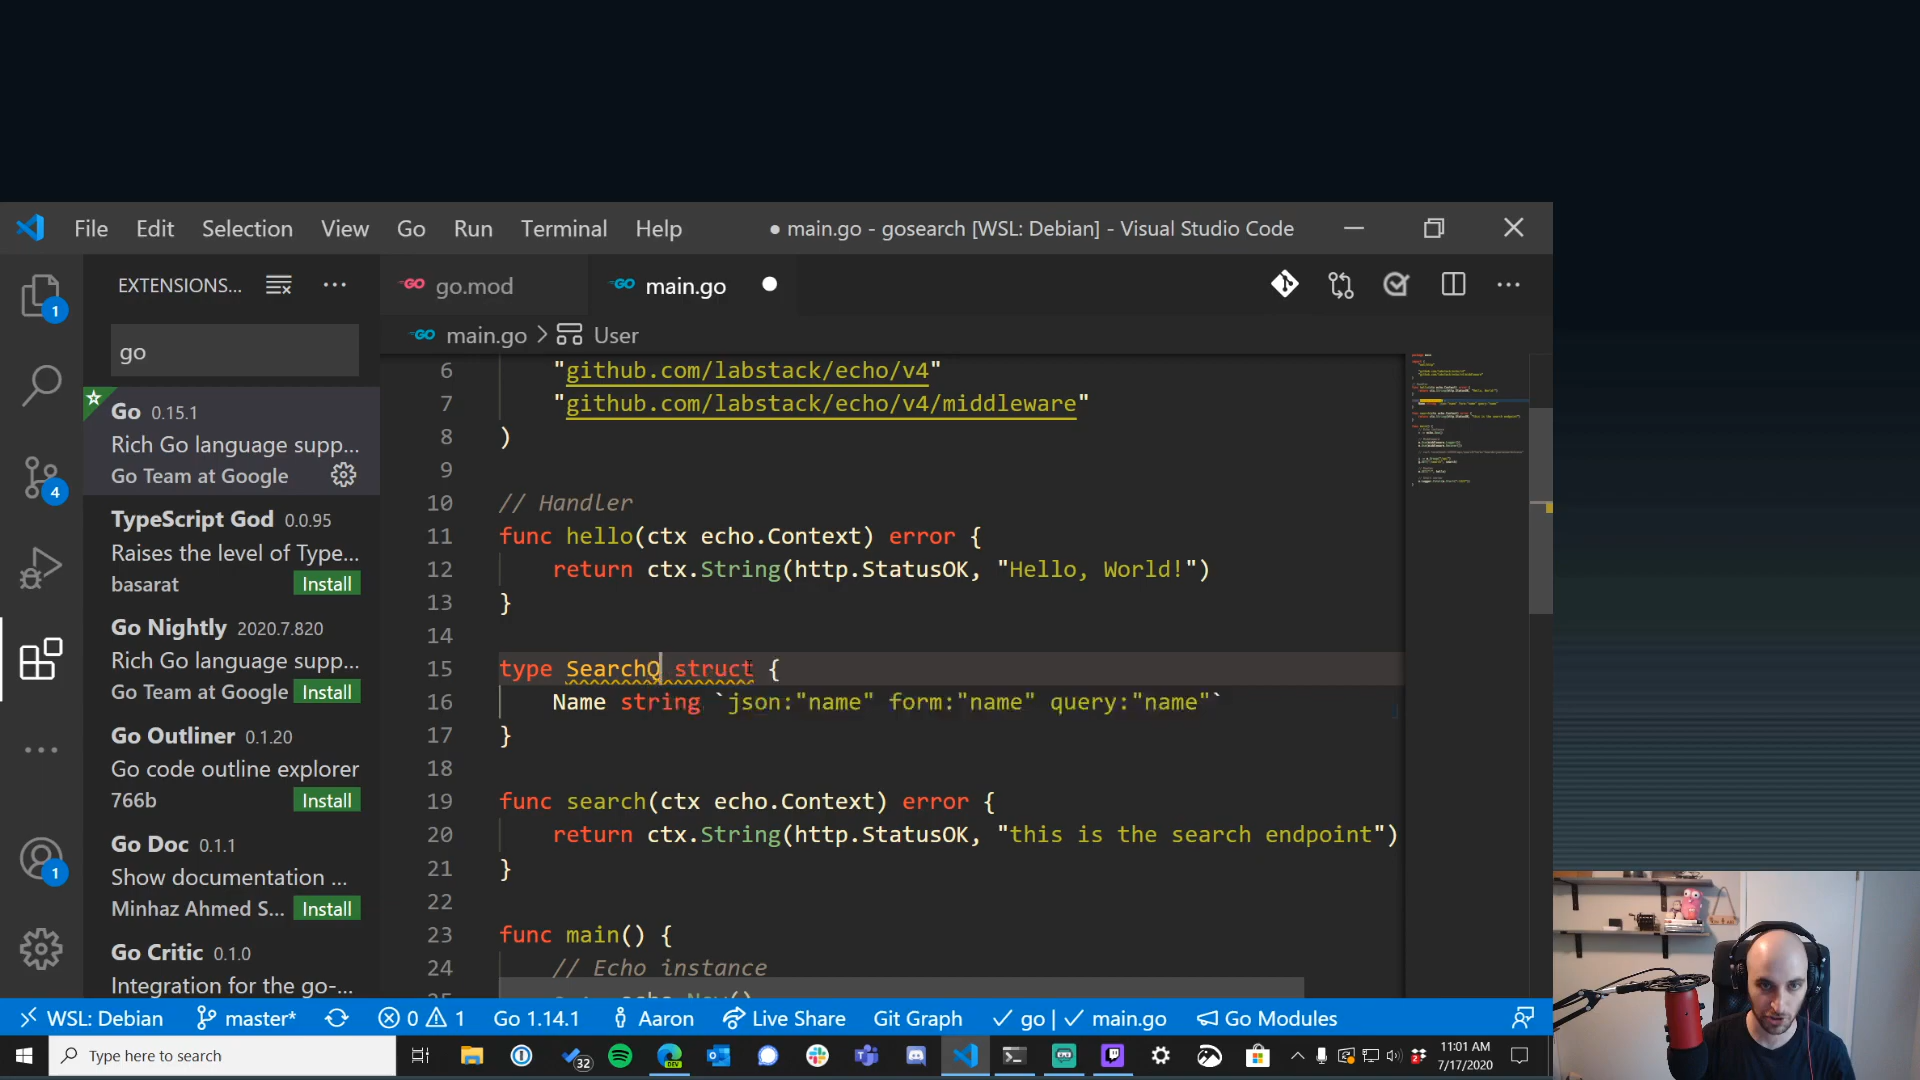 File Edit Selection View Go Run Terminal Help
● main.go - gosearch [WSL: Debian] - Visual Studio Code
EXTENSIONS...
go
Go 0.15.1
Rich Go language supp...
Go Team at Google
TypeScript God 0.0.95
Raises the level of Type...
basarat Install
Go Nightly 2020.7.820
Rich Go language supp...
Go Team at Google Install
Go Outliner 0.1.20
Go code outline explorer
766b Install
Go Doc 0.1.1
Show documentation ...
Minhaz Ahmed S... Install
Go Critic 0.1.0
Integration for the go-...
1
4
1
GO go.mod
GO main.go
GO main.go > User
6 "github.com/labstack/echo/v4"
7 "github.com/labstack/echo/v4/middleware"
8 )
9
10 // Handler
11 func hello(ctx echo.Context) error {
12 return ctx.String(http.StatusOK, "Hello, World!")
13 }
14
15 type SearchQ struct {
16 Name string `json:"name" form:"name" query:"name"`
17 }
18
19 func search(ctx echo.Context) error {
20 return ctx.String(http.StatusOK, "this is the search endpoint")
21 }
22
23 func main() {
24 // Echo instance
WSL: Debian master* 0 1 Go 1.14.1 Aaron Live Share Git Graph ✓ go | ✓ main.go Go Modules
Type here to search
32
DEV
11:01 AM
7/17/2020